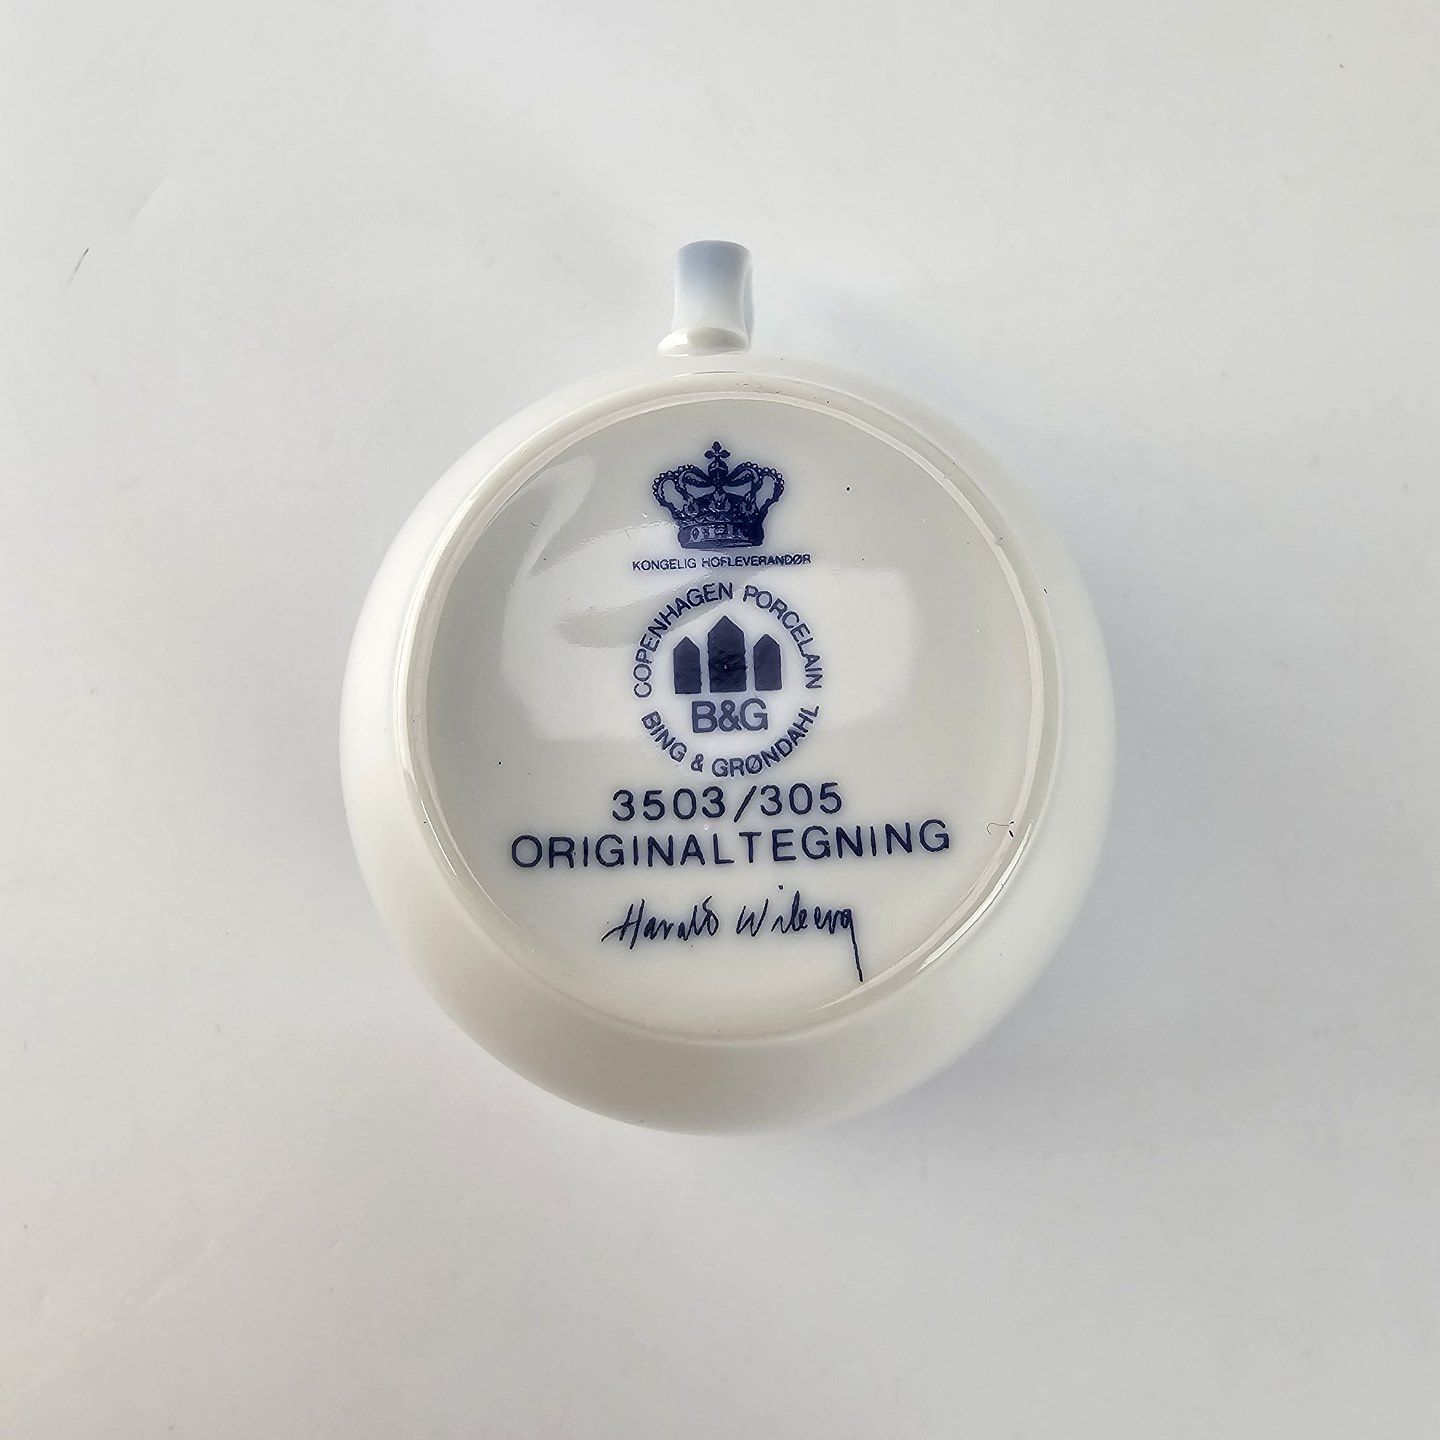 KONGELIG HOFLEVERANDØR
COPENHAGEN PORCELAIN
B&G
BING & GRØNDAHL
3503/305
ORIGINALTEGNING
Harald Wiberg